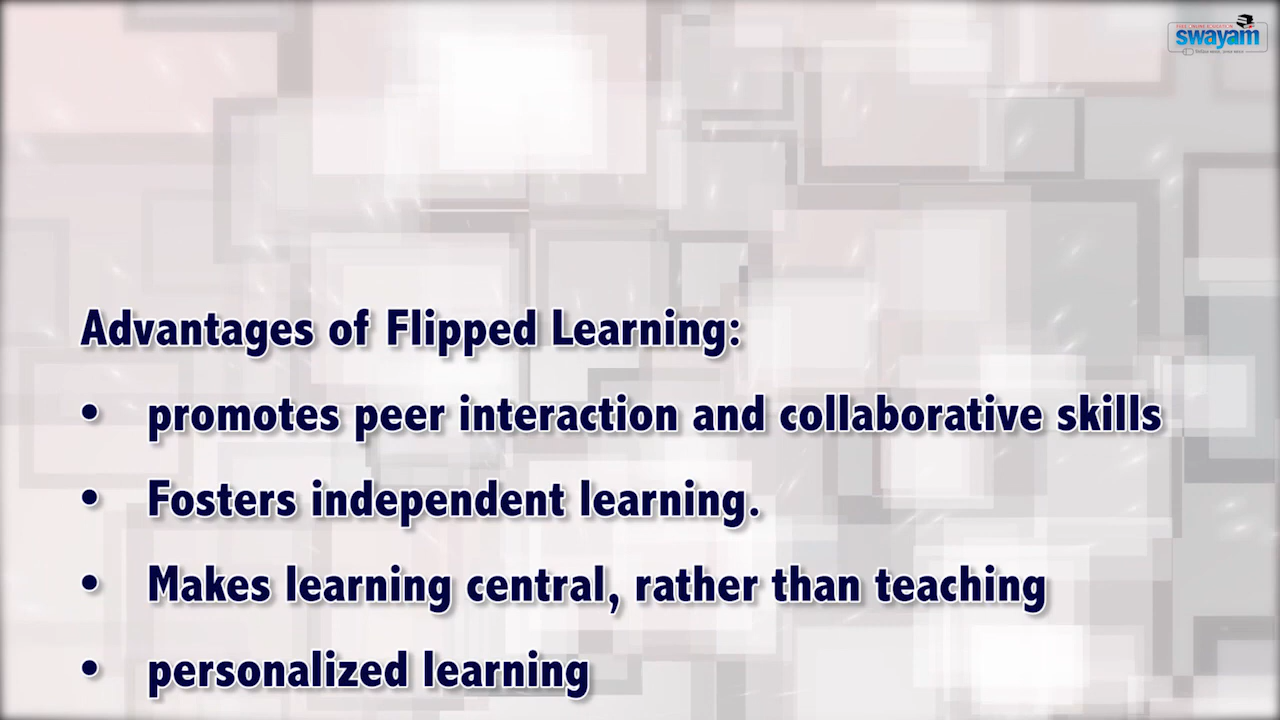 swayam
Advantages of Flipped Learning:
• promotes peer interaction and collaborative skills
• Fosters independent learning.
• Makes learning central, rather than teaching
• personalized learning